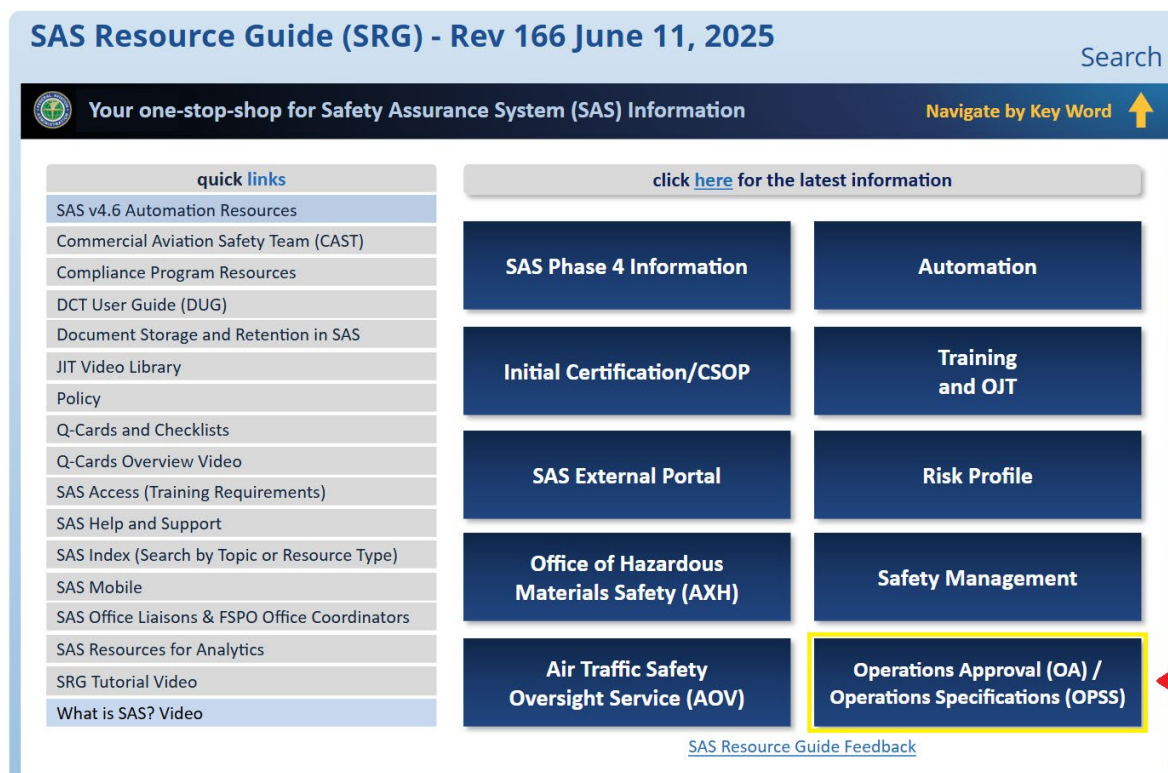 SAS Resource Guide (SRG) - Rev 166 June 11, 2025
Search
Your one-stop-shop for Safety Assurance System (SAS) Information
Navigate by Key Word
quick links
SAS v4.6 Automation Resources
Commercial Aviation Safety Team (CAST)
Compliance Program Resources
DCT User Guide (DUG)
Document Storage and Retention in SAS
JIT Video Library
Policy
Q-Cards and Checklists
Q-Cards Overview Video
SAS Access (Training Requirements)
SAS Help and Support
SAS Index (Search by Topic or Resource Type)
SAS Mobile
SAS Office Liaisons & FSPO Office Coordinators
SAS Resources for Analytics
SRG Tutorial Video
What is SAS? Video
click here for the latest information
SAS Phase 4 Information
Automation
Initial Certification/CSOP
Training
and OJT
SAS External Portal
Risk Profile
Office of Hazardous
Materials Safety (AXH)
Safety Management
Air Traffic Safety
Oversight Service (AOV)
Operations Approval (OA) /
Operations Specifications (OPSS)
SAS Resource Guide Feedback